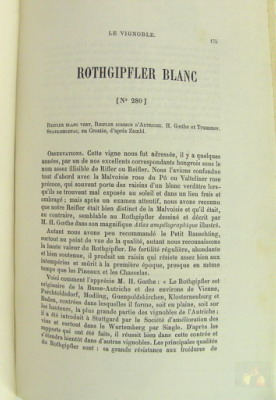 LE VIGNOBLE.
175
ROTHGIPFLER BLANC
[N° 280]
REIFLER BLANC VERT, REIFLER
D'AUTRICHE. H. Goethe et Trummer.
en Croatie, d'après Zezabl.
OBSERVATIONS. Cette vigne nous fut adressée, il y a quelques
années, par un de nos excellents correspondants hongrois sous le
nom assez illisible de Rifler ou Reifler. Nous l'avions confondue
tout d'abord avec la Malvoisie rose du Pô ou Valteliner rose
précoce, qui souvent porte des raisins d'un blanc verdâtre lors-
qu'ils se trouvent mal exposés au soleil et dans un lieu frais et
ombragé; mais après un examen attentif, nous avons reconnu
que notre Reifler était bien distinct de la Malvoisie et qu'il était,
au contraire, semblable au Rothgipfler dessiné et décrit par
M. H. Goethe dans son magnifique Atlas ampélographique illustré.
Autant nous avons peu recommandé le Petit Rauschling,
surtout au point de vue de la qualité, autant nous reconnaissons
la haute valeur du Rothgipfler. De fertilité régulière, abondante
et bien soutenue, il produit un raisin qui résiste assez bien aux
intempéries et mûrit à la première époque, presque en même
temps que les Pineaux et les Chasselas.
Voici comment l'apprécie M. H. Goethe : « Le Rothgipfler est
originaire de la Basse-Autriche et des environs de Vienne,
Perchtoldsdorf, Modling, Gumpoldskirchen, Klosternenburg et
Baden, contrées dans lesquelles il forme, soit en plaine, soit sur
les hauteurs, la plus grande partie des vignobles de l'Autriche;
il a été introduit à Stuttgard par la Société d'amélioration des
vins et surtout dans le Wurtemberg par Single. D'après les
rapports qui ont été faits, il réussit bien dans cette contrée et
s'étendra bientôt dans d'autres vignobles. Les principales qualités
du Rothgipfler sont : sa grande résistance aux froidures de